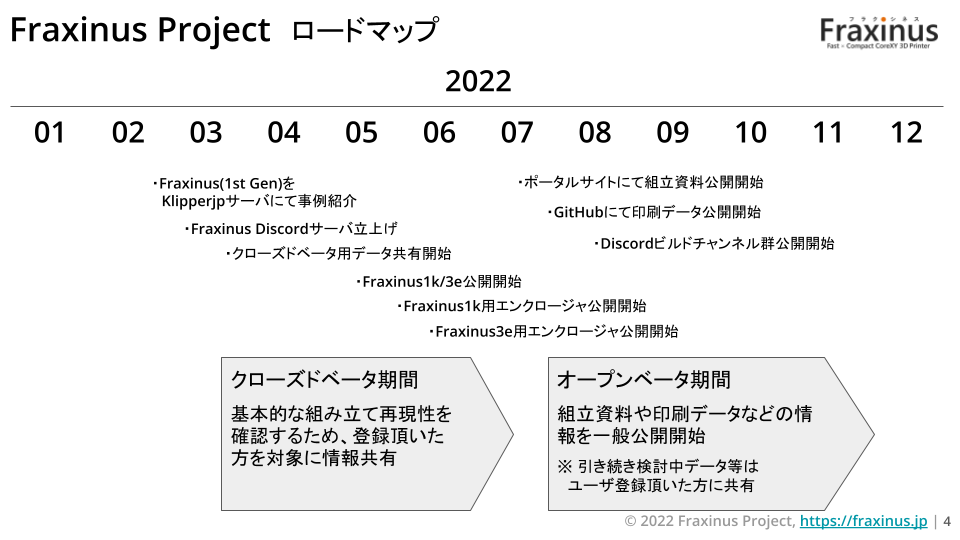 Fraxinus Project ロードマップ
フラクシネス
Fraxinus
Fast - Compact CoreXY 3D Printer
2022
01 02 03 04 05 06 07 08 09 10 11 12
・Fraxinus(1st Gen)を
Klipperjpサーバにて事例紹介
・Fraxinus Discordサーバ立上げ
・クローズドベータ用データ共有開始
・Fraxinus1k/3e公開開始
・Fraxinus1k用エンクロージャ公開開始
・Fraxinus3e用エンクロージャ公開開始
・ポータルサイトにて組立資料公開開始
・GitHubにて印刷データ公開開始
・Discordビルドチャンネル群公開開始
クローズドベータ期間
基本的な組み立て再現性を
確認するため、登録頂いた
方を対象に情報共有
オープンベータ期間
組立資料や印刷データなどの情
報を一般公開開始
※ 引き続き検討中データ等は
ユーザ登録頂いた方に共有
© 2022 Fraxinus Project, https://fraxinus.jp | 4